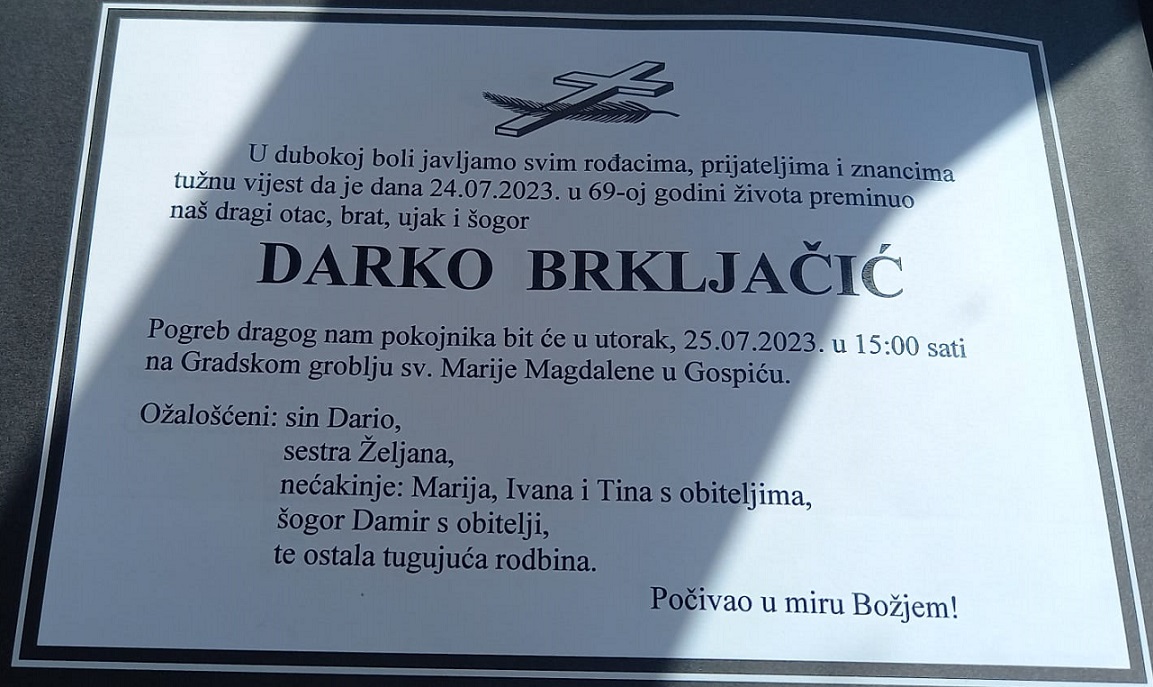 U dubokoj boli javljamo svim rođacima, prijateljima i znancima
tužnu vijest da je dana 24.07.2023. u 69-oj godini života preminuo
naš dragi otac, brat, ujak i šogor
DARKO BRKLJAČIĆ
Pogreb dragog nam pokojnika bit će u utorak, 25.07.2023. u 15:00 sati
na Gradskom groblju sv. Marije Magdalene u Gospiću.
Ožalošćeni: sin Dario,
sestra Željana,
nećakinje: Marija, Ivana i Tina s obiteljima,
šogor Damir s obitelji,
te ostala tugujuća rodbina.
Počivao u miru Božjem!